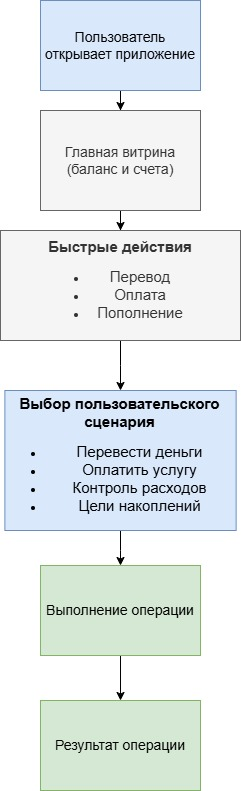 Пользователь
открывает приложение
Главная витрина
(баланс и счета)
Быстрые действия
• Перевод
• Оплата
• Пополнение
Выбор пользовательского
сценария
• Перевести деньги
• Оплатить услугу
• Контроль расходов
• Цели накоплений
Выполнение операции
Результат операции